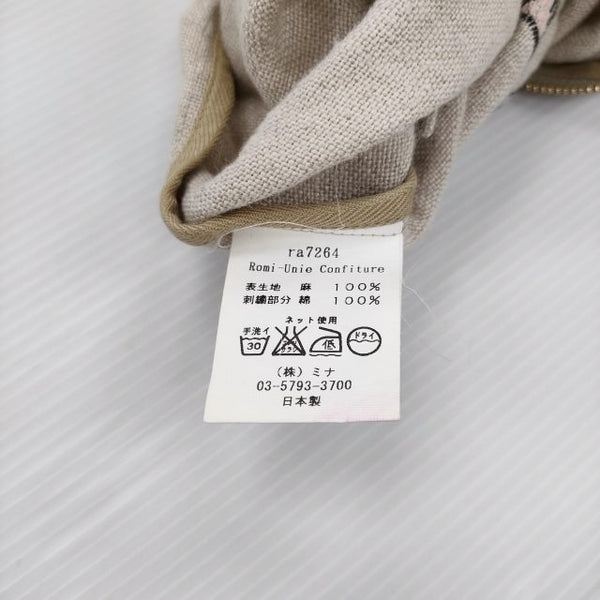 ra7264
Romi-Unie Confiture
表生地 麻 100%
刺繍部分 綿 100%
ネット使用
手洗イ 30 低 ドライ
(株) ミナ
03-5793-3700
日本製